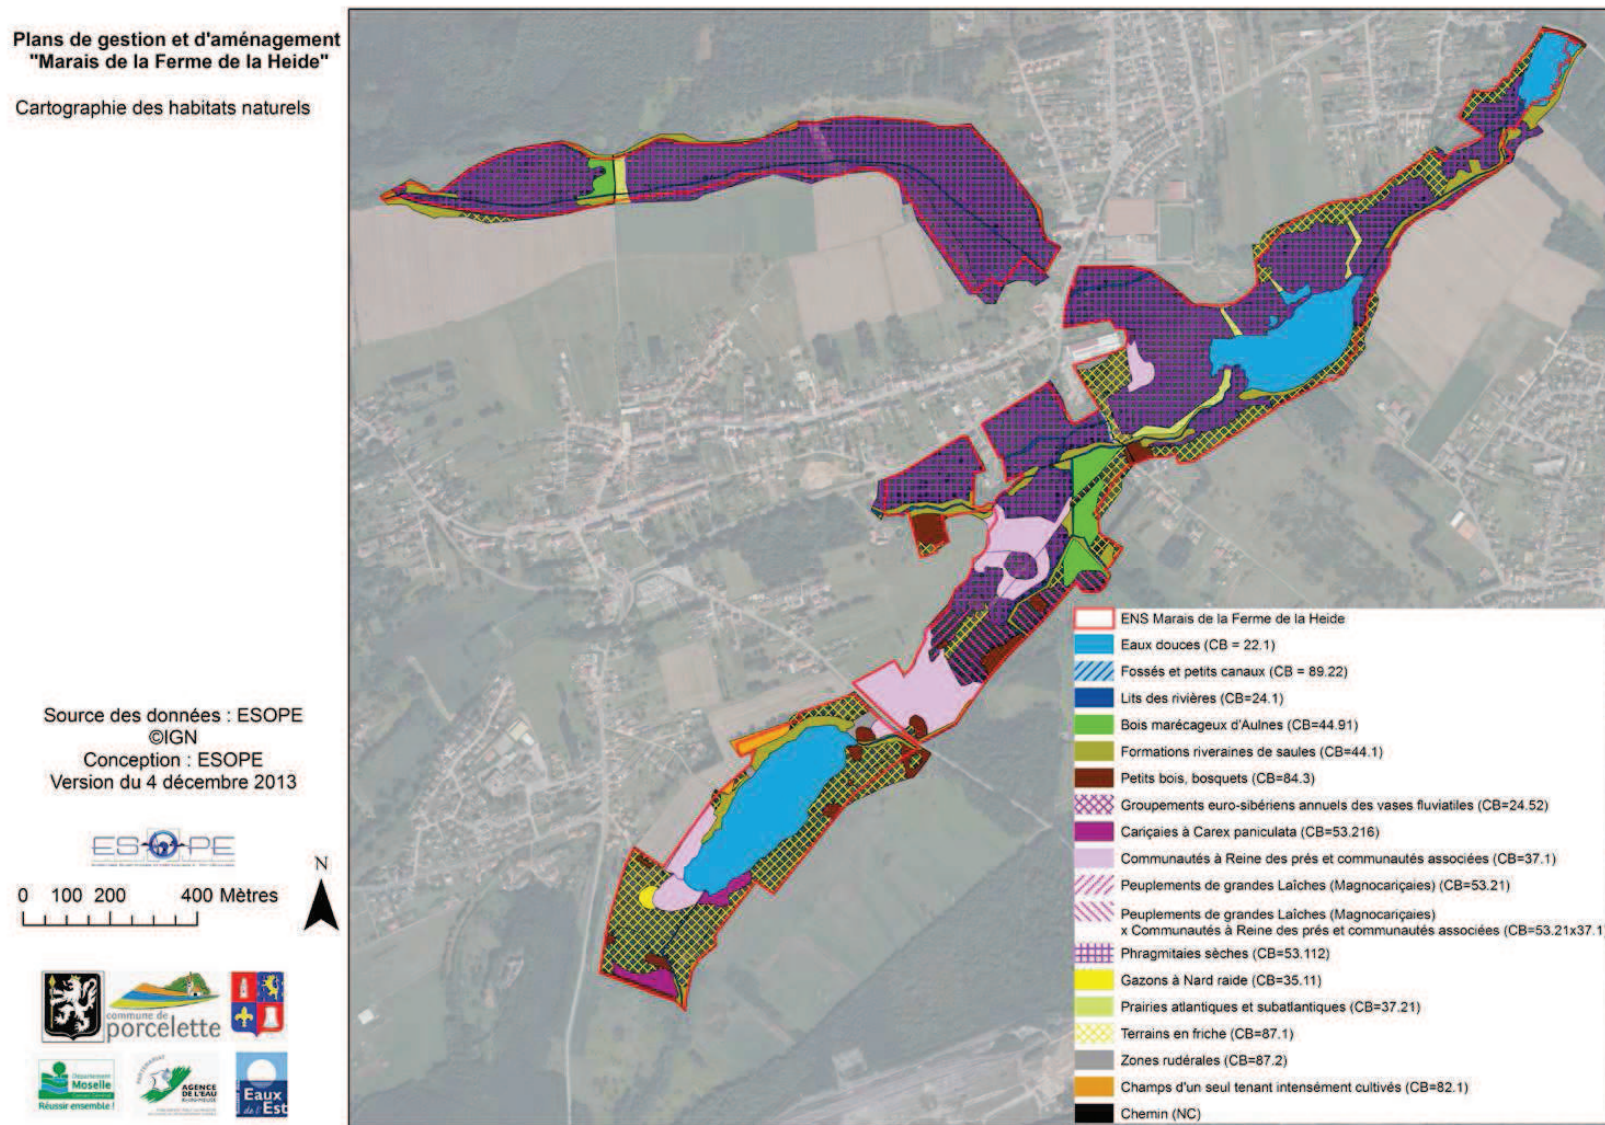 Plans de gestion et d'aménagement
"Marais de la Ferme de la Heide"
Cartographie des habitats naturels
Source des données : ESOPE
©IGN
Conception : ESOPE
Version du 4 décembre 2013
ESOPE
N
0 100 200 400 Mètres
commune de
porcelette
Département
Moselle
Conseil Général
Réussir ensemble !
PARTENARIAT
AGENCE
DE L'EAU
RHIN-MEUSE
Eaux
de l'Est
ENS Marais de la Ferme de la Heide
Eaux douces (CB = 22.1)
Fossés et petits canaux (CB = 89.22)
Lits des rivières (CB=24.1)
Bois marécageux d'Aulnes (CB=44.91)
Formations riveraines de saules (CB=44.1)
Petits bois, bosquets (CB=84.3)
Groupements euro-sibériens annuels des vases fluviatiles (CB=24.52)
Cariçaies à Carex paniculata (CB=53.216)
Communautés à Reine des prés et communautés associées (CB=37.1)
Peuplements de grandes Laîches (Magnocariçaies) (CB=53.21)
Peuplements de grandes Laîches (Magnocariçaies)
x Communautés à Reine des prés et communautés associées (CB=53.21x37.1)
Phragmitaies sèches (CB=53.112)
Gazons à Nard raide (CB=35.11)
Prairies atlantiques et subatlantiques (CB=37.21)
Terrains en friche (CB=87.1)
Zones rudérales (CB=87.2)
Champs d'un seul tenant intensément cultivés (CB=82.1)
Chemin (NC)